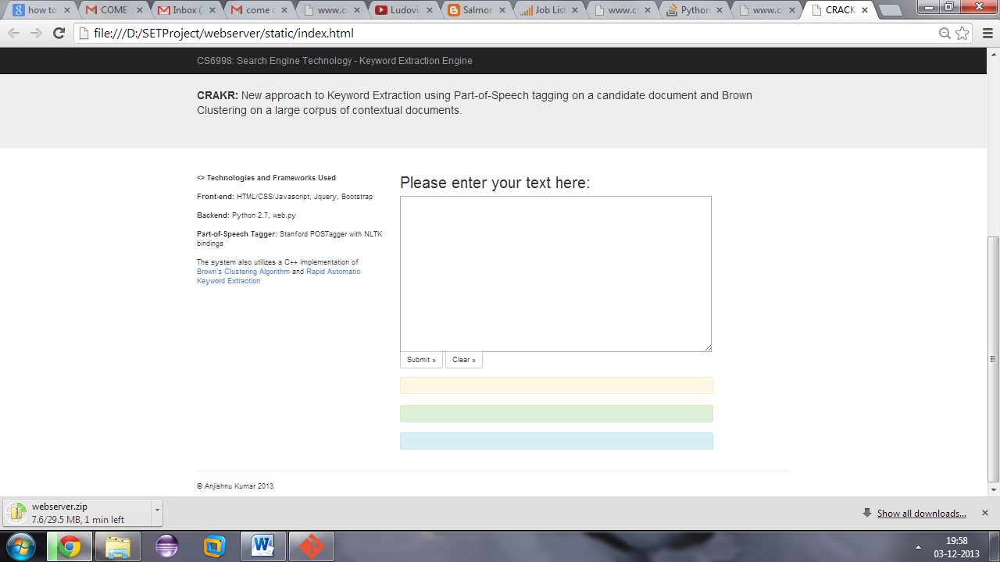 how to
COME
Inbox (
come
www.cs
Ludovi
Salmor
Job List
www.cs
Python
www.cs
CRACK
file:///D:/SETProject/webserver/static/index.html
CS6998: Search Engine Technology - Keyword Extraction Engine
CRAKR: New approach to Keyword Extraction using Part-of-Speech tagging on a candidate document and Brown
Clustering on a large corpus of contextual documents.
<> Technologies and Frameworks Used
Front-end: HTML/CSS/Javascript, Jquery, Bootstrap
Backend: Python 2.7, web.py
Part-of-Speech Tagger: Stanford POSTagger with NLTK
bindings
The system also utilizes a C++ implementation of
Brown's Clustering Algorithm and Rapid Automatic
Keyword Extraction
Please enter your text here:
Submit »
Clear »
© Anjishnu Kumar 2013
webserver.zip
7.6/29.5 MB, 1 min left
Show all downloads...
19:58
03-12-2013